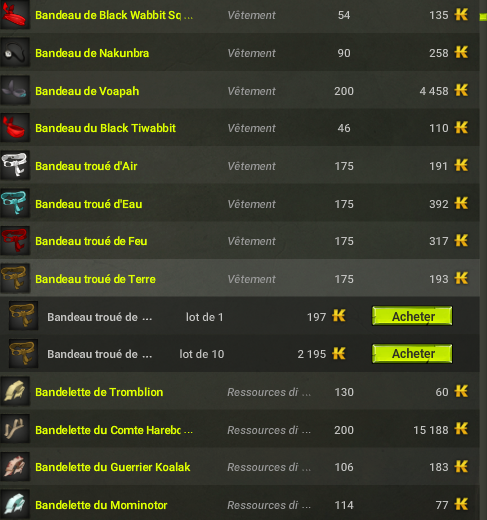 Bandeau de Black Wabbit Sq ... Vêtement 54 135
Bandeau de Nakunbra Vêtement 90 258
Bandeau de Voapah Vêtement 200 4 458
Bandeau du Black Tiwabbit Vêtement 46 110
Bandeau troué d'Air Vêtement 175 191
Bandeau troué d'Eau Vêtement 175 392
Bandeau troué de Feu Vêtement 175 317
Bandeau troué de Terre Vêtement 175 193
Bandeau troué de ... lot de 1 197 Acheter
Bandeau troué de ... lot de 10 2 195 Acheter
Bandelette de Tromblion Ressources di ... 130 60
Bandelette du Comte Harebo ... Ressources di ... 200 15 188
Bandelette du Guerrier Koalak Ressources di ... 106 183
Bandelette du Mominotor Ressources di ... 114 77